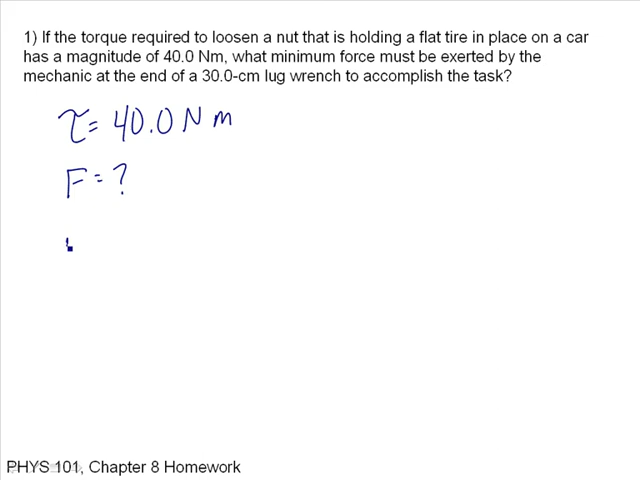 1) If the torque required to loosen a nut that is holding a flat tire in place on a car
has a magnitude of 40.0 Nm, what minimum force must be exerted by the
mechanic at the end of a 30.0-cm lug wrench to accomplish the task?
τ = 40.0 N m
F = ?
PHYS 101, Chapter 8 Homework